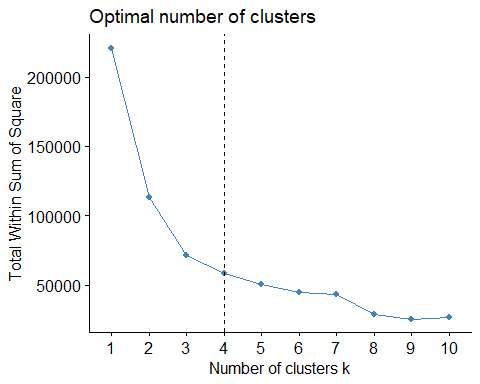 Optimal number of clusters
Total Within Sum of Square
200000
150000
100000
50000
1 2 3 4 5 6 7 8 9 10
Number of clusters k